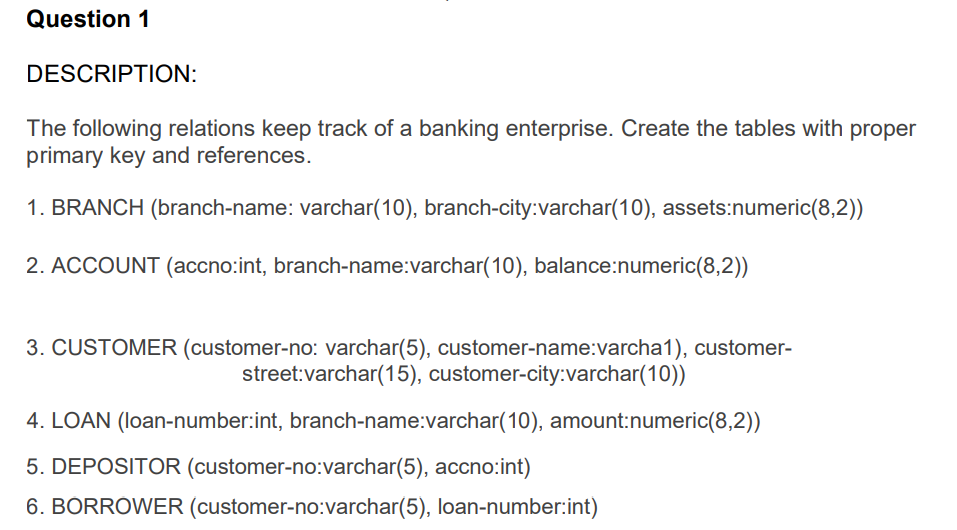 Question 1
DESCRIPTION:
The following relations keep track of a banking enterprise. Create the tables with proper
primary key and references.
1. BRANCH (branch-name: varchar(10), branch-city:varchar(10), assets:numeric(8,2))
2. ACCOUNT (accno:int, branch-name:varchar(10), balance:numeric(8,2))
3. CUSTOMER (customer-no: varchar(5), customer-name:varcha1), customer-
street:varchar(15), customer-city:varchar(10))
4. LOAN (loan-number:int, branch-name:varchar(10), amount:numeric(8,2))
5. DEPOSITOR (customer-no:varchar(5), accno:int)
6. BORROWER (customer-no:varchar(5), loan-number:int)